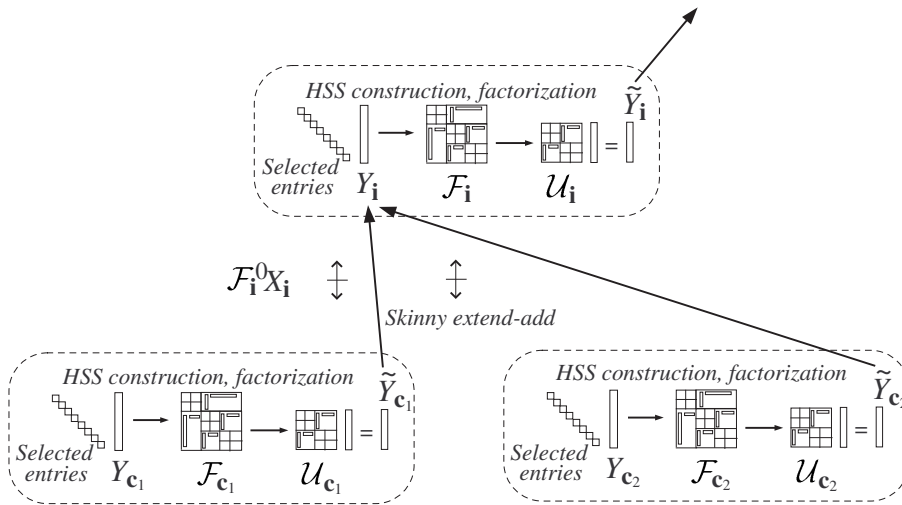 HSS construction, factorization
Ỹ_i
=
Selected
entries
Y_i
𝓕_i
𝓤_i
𝓕_i^0 X_i
Skinny extend-add
HSS construction, factorization
Ỹ_c₁
=
Selected
entries
Y_c₁
𝓕_c₁
𝓤_c₁
HSS construction, factorization
Ỹ_c₂
=
Selected
entries
Y_c₂
𝓕_c₂
𝓤_c₂